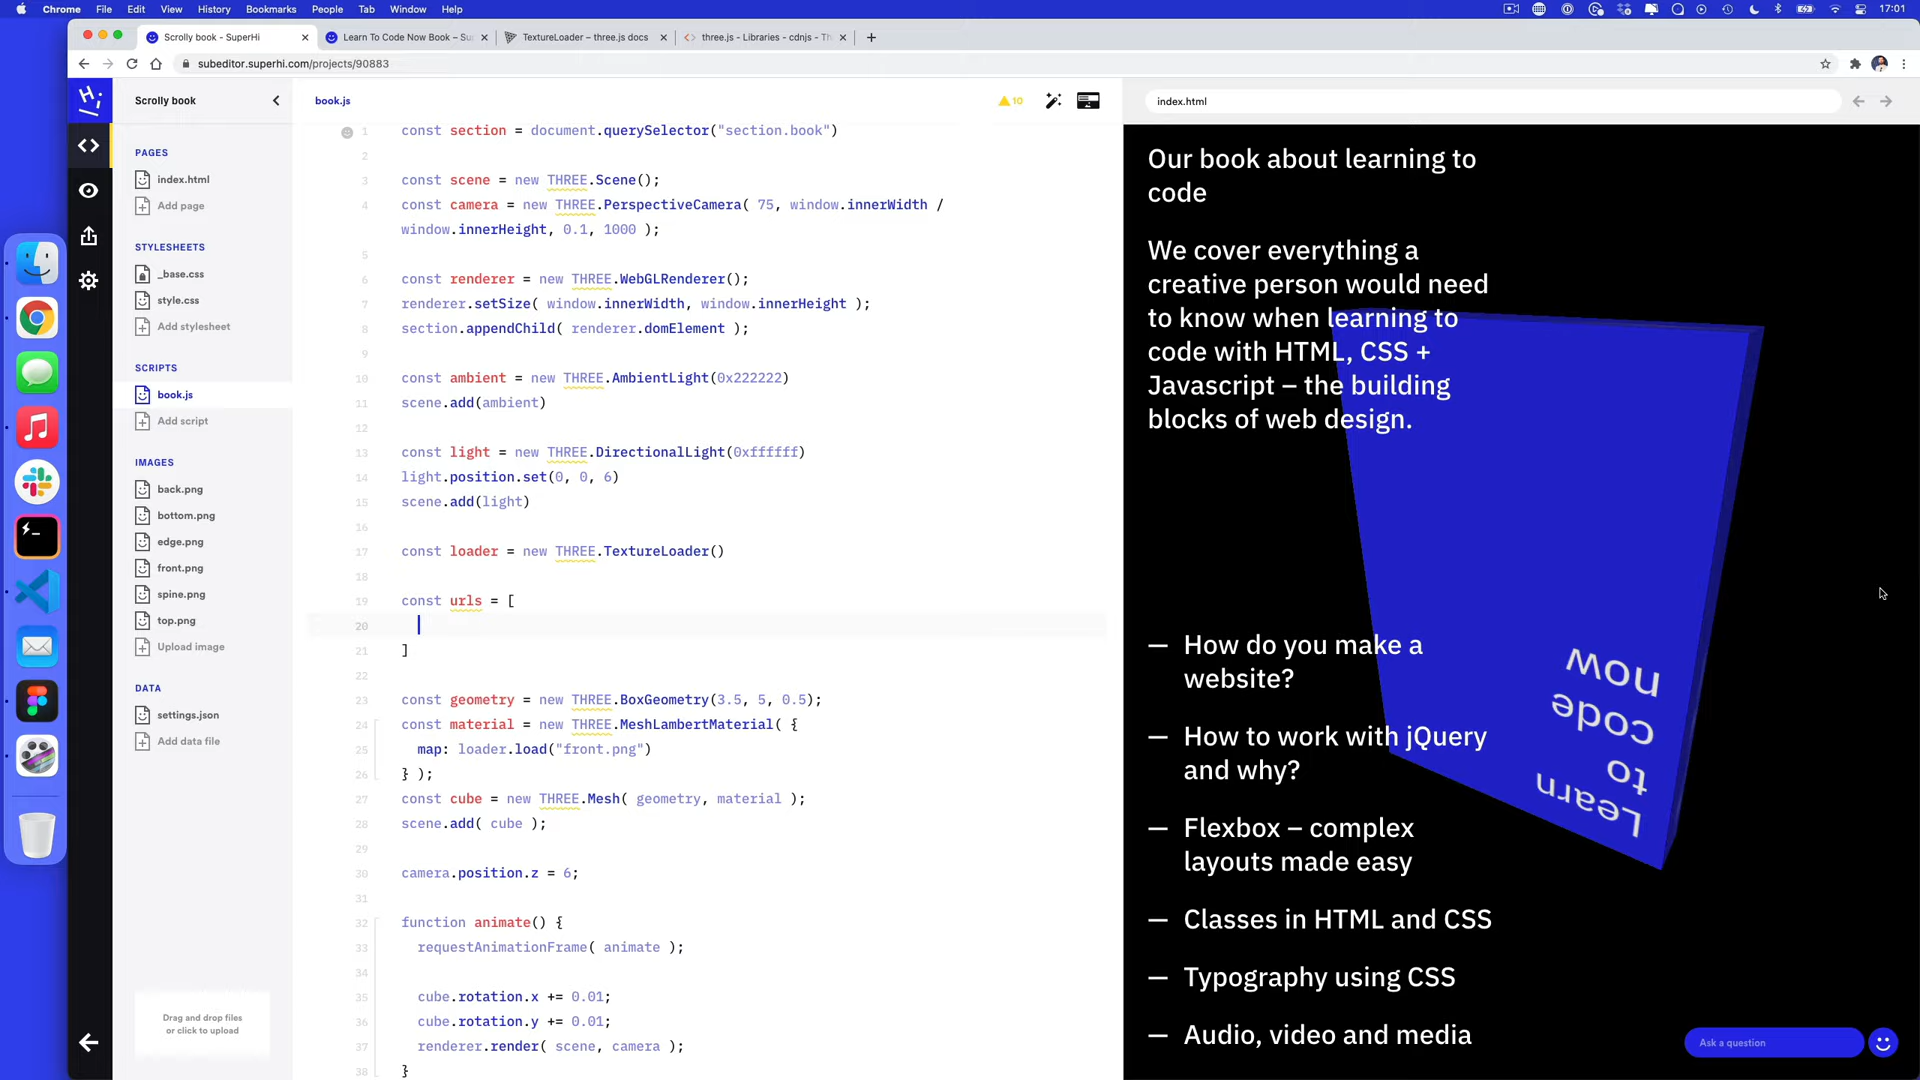 Chrome File Edit View History Bookmarks People Tab Window Help 17:01
Scrolly book - SuperHi
Learn To Code Now Book – Su
TextureLoader – three.js docs
three.js - Libraries - cdnjs - Th
subeditor.superhi.com/projects/90883
Scrolly book
PAGES
index.html
Add page
STYLESHEETS
_base.css
style.css
Add stylesheet
SCRIPTS
book.js
Add script
IMAGES
back.png
bottom.png
edge.png
front.png
spine.png
top.png
Upload image
DATA
settings.json
Add data file
Drag and drop files
or click to upload
book.js
10
1 const section = document.querySelector("section.book")
2
3 const scene = new THREE.Scene();
4 const camera = new THREE.PerspectiveCamera( 75, window.innerWidth /
window.innerHeight, 0.1, 1000 );
5
6 const renderer = new THREE.WebGLRenderer();
7 renderer.setSize( window.innerWidth, window.innerHeight );
8 section.appendChild( renderer.domElement );
9
10 const ambient = new THREE.AmbientLight(0x222222)
11 scene.add(ambient)
12
13 const light = new THREE.DirectionalLight(0xffffff)
14 light.position.set(0, 0, 6)
15 scene.add(light)
16
17 const loader = new THREE.TextureLoader()
18
19 const urls = [
20
21 ]
22
23 const geometry = new THREE.BoxGeometry(3.5, 5, 0.5);
24 const material = new THREE.MeshLambertMaterial( {
25 map: loader.load("front.png")
26 } );
27 const cube = new THREE.Mesh( geometry, material );
28 scene.add( cube );
29
30 camera.position.z = 6;
31
32 function animate() {
33 requestAnimationFrame( animate );
34
35 cube.rotation.x += 0.01;
36 cube.rotation.y += 0.01;
37 renderer.render( scene, camera );
38 }
index.html
Our book about learning to
code
We cover everything a
creative person would need
to know when learning to
code with HTML, CSS +
Javascript – the building
blocks of web design.
— How do you make a
website?
— How to work with jQuery
and why?
— Flexbox – complex
layouts made easy
— Classes in HTML and CSS
— Typography using CSS
— Audio, video and media
Learn
to
code
now
Ask a question